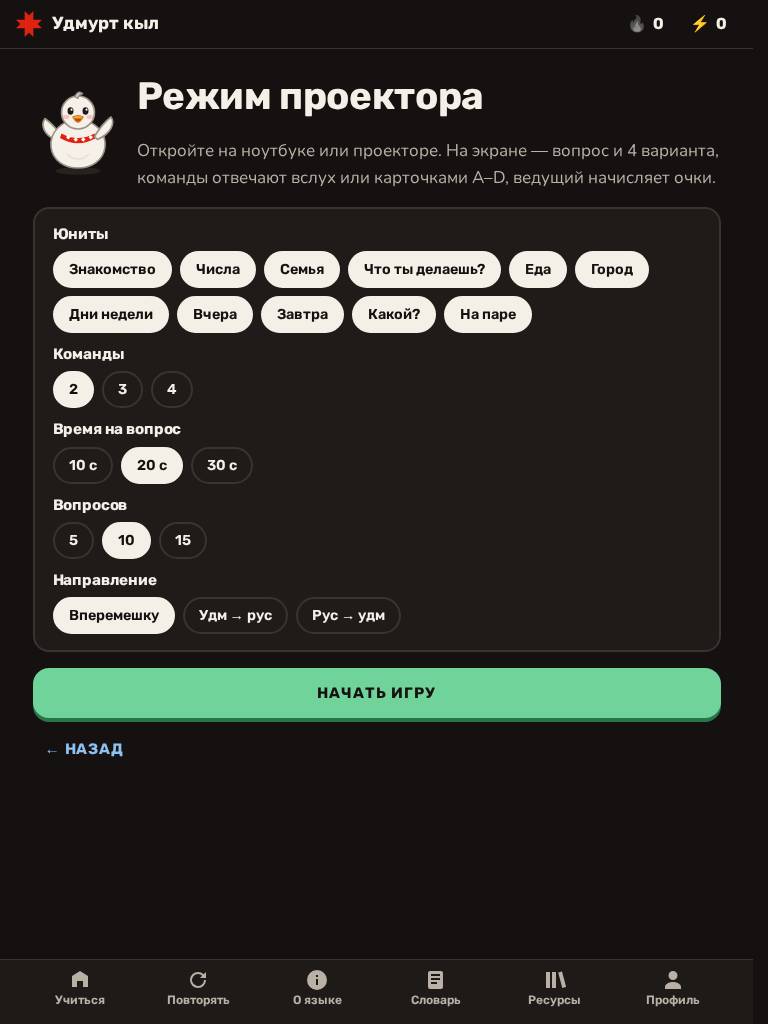 Удмурт кыл
0
0
Режим проектора
Откройте на ноутбуке или проекторе. На экране — вопрос и 4 варианта,
команды отвечают вслух или карточками A–D, ведущий начисляет очки.
Юниты
Знакомство Числа Семья Что ты делаешь? Еда Город
Дни недели Вчера Завтра Какой? На паре
Команды
2 3 4
Время на вопрос
10 с 20 с 30 с
Вопросов
5 10 15
Направление
Вперемешку Удм → рус Рус → удм
НАЧАТЬ ИГРУ
← НАЗАД
Учиться Повторять О языке Словарь Ресурсы Профиль